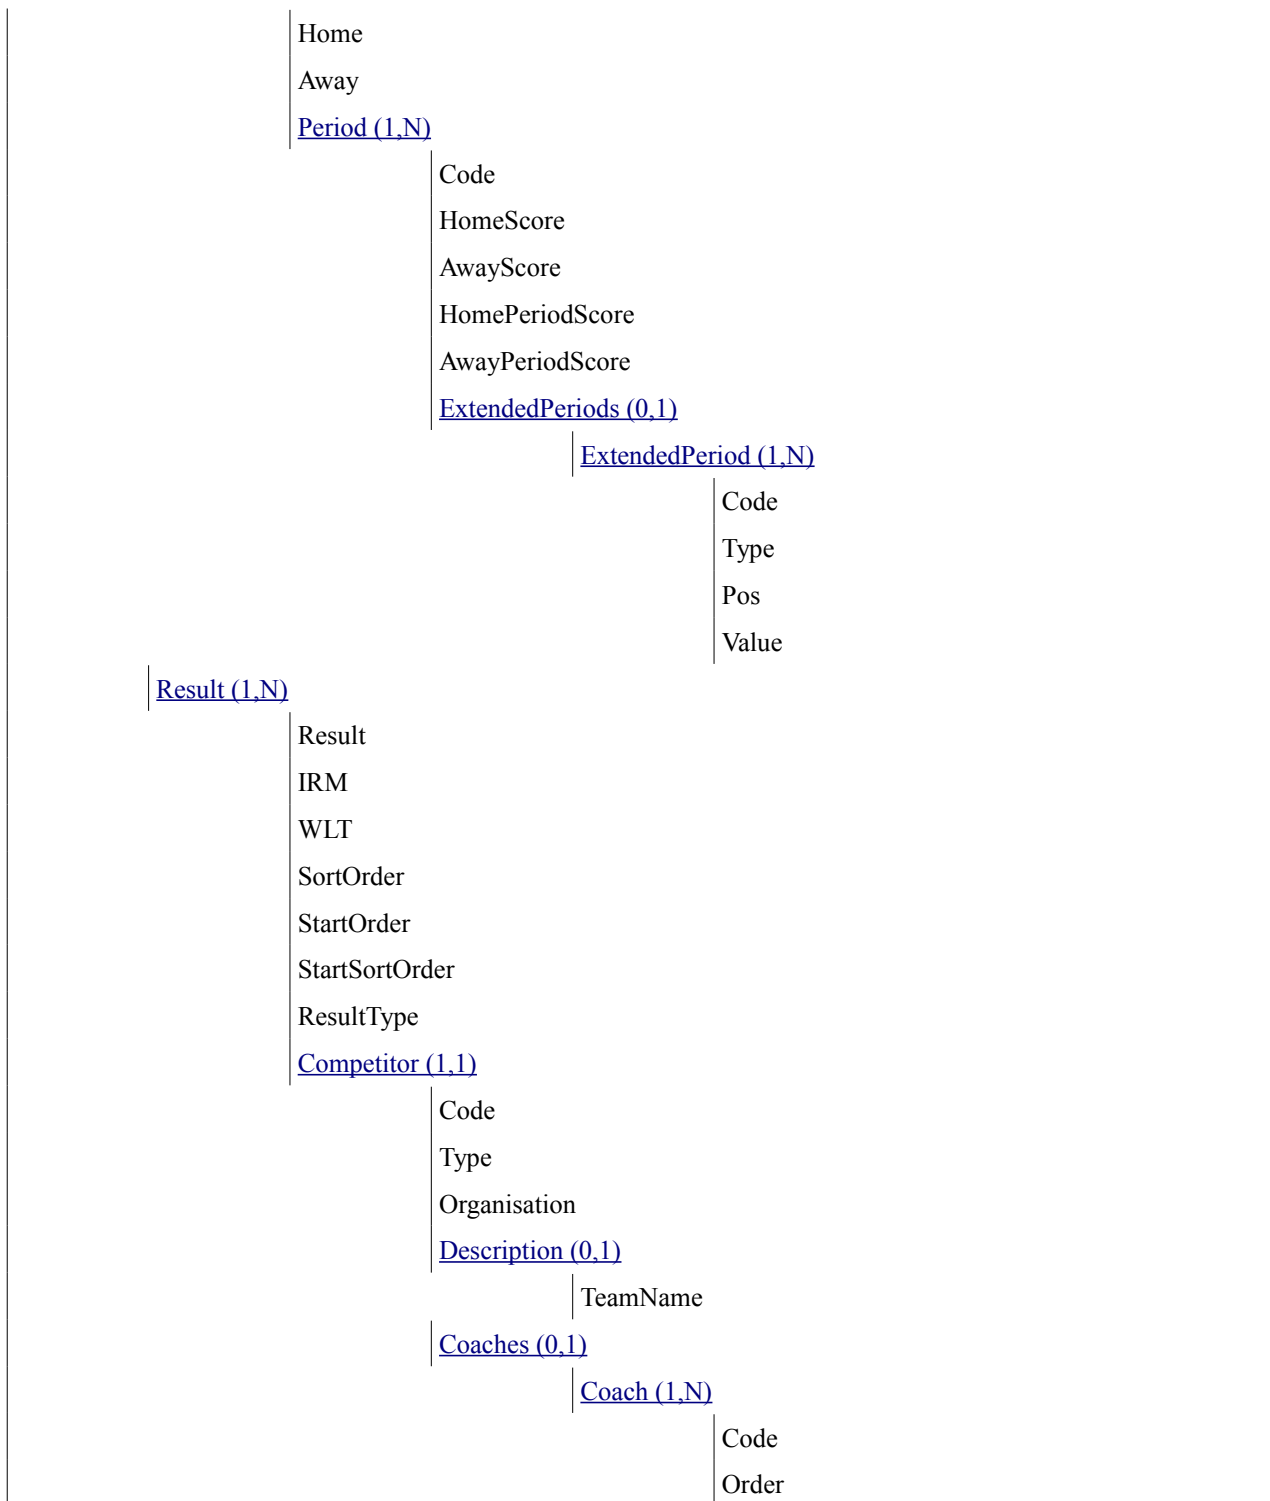 Home
Away
Period (1,N)
Code
HomeScore
AwayScore
HomePeriodScore
AwayPeriodScore
ExtendedPeriods (0,1)
ExtendedPeriod (1,N)
Code
Type
Pos
Value
Result (1,N)
Result
IRM
WLT
SortOrder
StartOrder
StartSortOrder
ResultType
Competitor (1,1)
Code
Type
Organisation
Description (0,1)
TeamName
Coaches (0,1)
Coach (1,N)
Code
Order